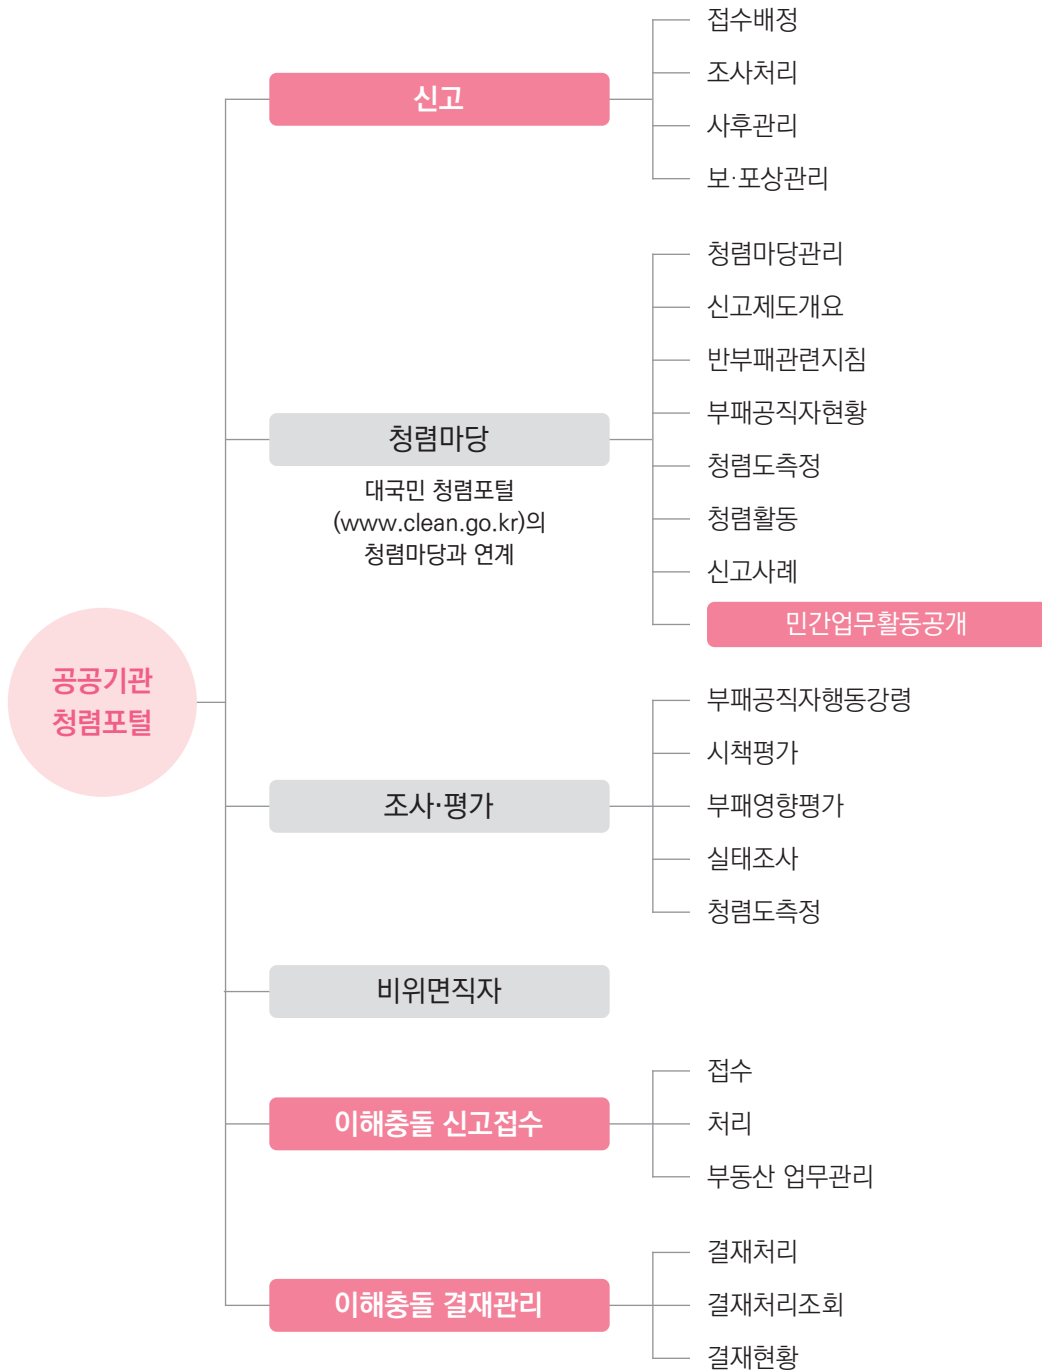 공공기관
청렴포털
신고
접수배정
조사처리
사후관리
보·포상관리
청렴마당
대국민 청렴포털
(www.clean.go.kr)의
청렴마당과 연계
청렴마당관리
신고제도개요
반부패관련지침
부패공직자현황
청렴도측정
청렴활동
신고사례
민간업무활동공개
조사·평가
부패공직자행동강령
시책평가
부패영향평가
실태조사
청렴도측정
비위면직자
이해충돌 신고접수
접수
처리
부동산 업무관리
이해충돌 결재관리
결재처리
결재처리조회
결재현황